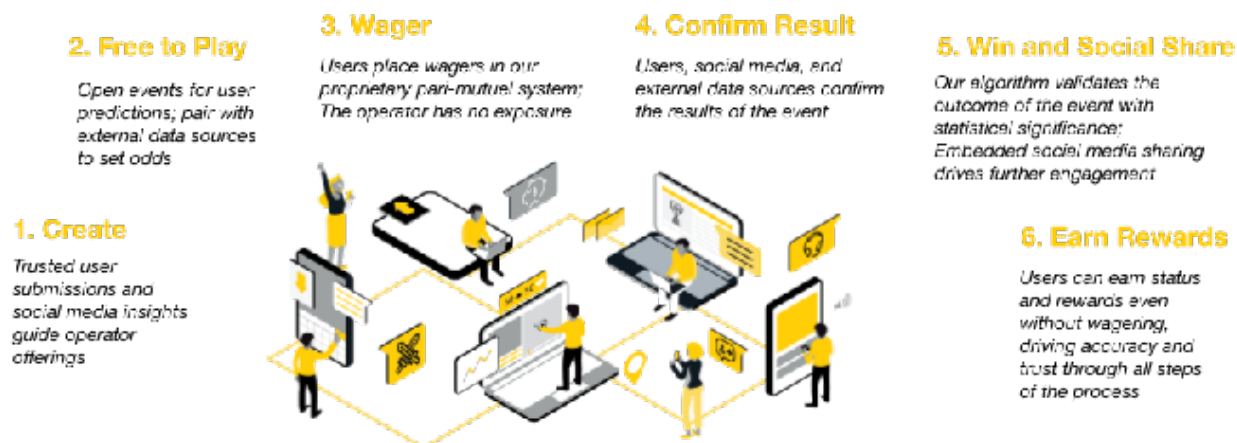 1. Create
Trusted user
submissions and
social media insights
guide operator
offerings
2. Free to Play
Open events for user
predictions; pair with
external data sources
to set odds
3. Wager
Users place wagers in our
proprietary pari-mutuel system;
The operator has no exposure
4. Confirm Result
Users, social media, and
external data sources confirm
the results of the event
5. Win and Social Share
Our algorithm validates the
outcome of the event with
statistical significance;
Embedded social media sharing
drives further engagement
6. Earn Rewards
Users can earn status
and rewards even
without wagering,
driving accuracy and
trust through all steps
of the process